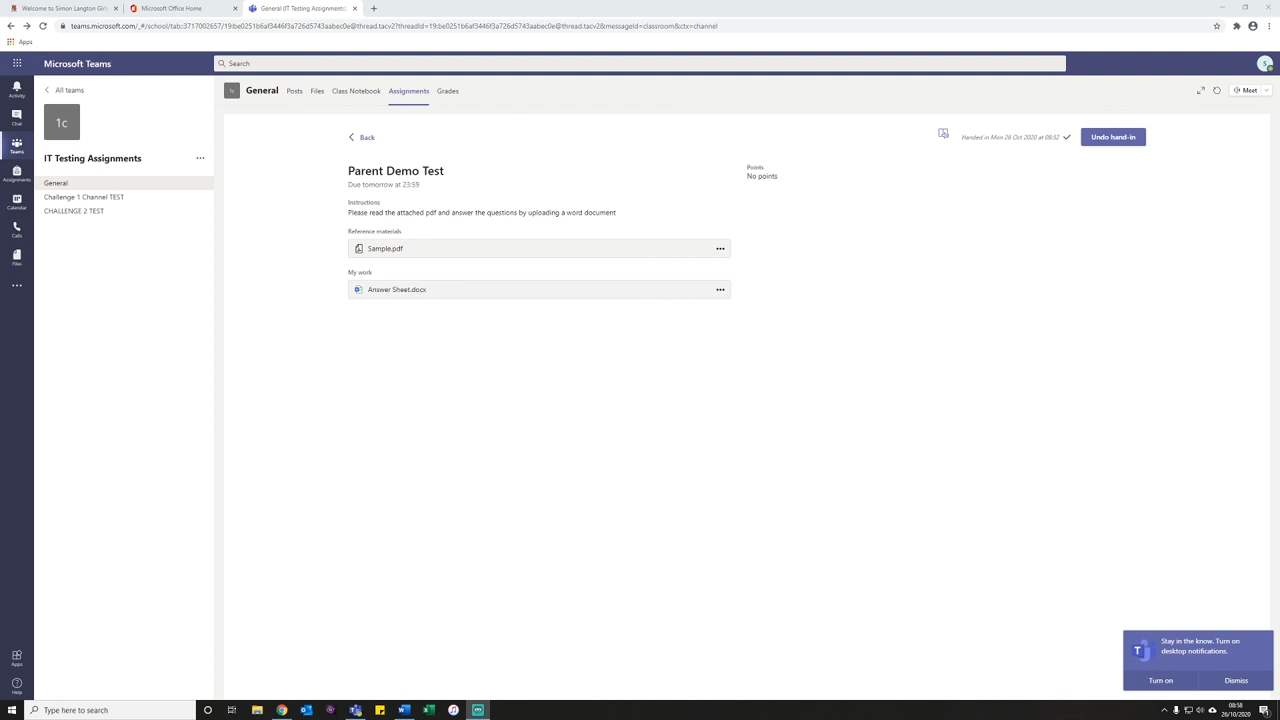 Welcome to Simon Langton Girls
Microsoft Office Home
General (IT Testing Assignments)
teams.microsoft.com/_#/school/tab::3717002657/19:be0251b6af3446f3a726d5743aabec0e@thread.tacv2?threadId=19:be0251b6af3446f3a726d5743aabec0e@thread.tacv2&messageId=classroom&ctx=channel
Apps
Microsoft Teams
Search
S
Activity
Chat
Teams
Assignments
Calendar
Calls
Files
Apps
Help
All teams
1c
IT Testing Assignments
General
Challenge 1 Channel TEST
CHALLENGE 2 TEST
1c
General
Posts
Files
Class Notebook
Assignments
Grades
Meet
Back
Handed in Mon 26 Oct 2020 at 08:52
Undo hand-in
Parent Demo Test
Due tomorrow at 23:59
Points
No points
Instructions
Please read the attached pdf and answer the questions by uploading a word document
Reference materials
Sample.pdf
My work
Answer Sheet.docx
Stay in the know. Turn on
desktop notifications.
Turn on
Dismiss
Type here to search
08:58
26/10/2020